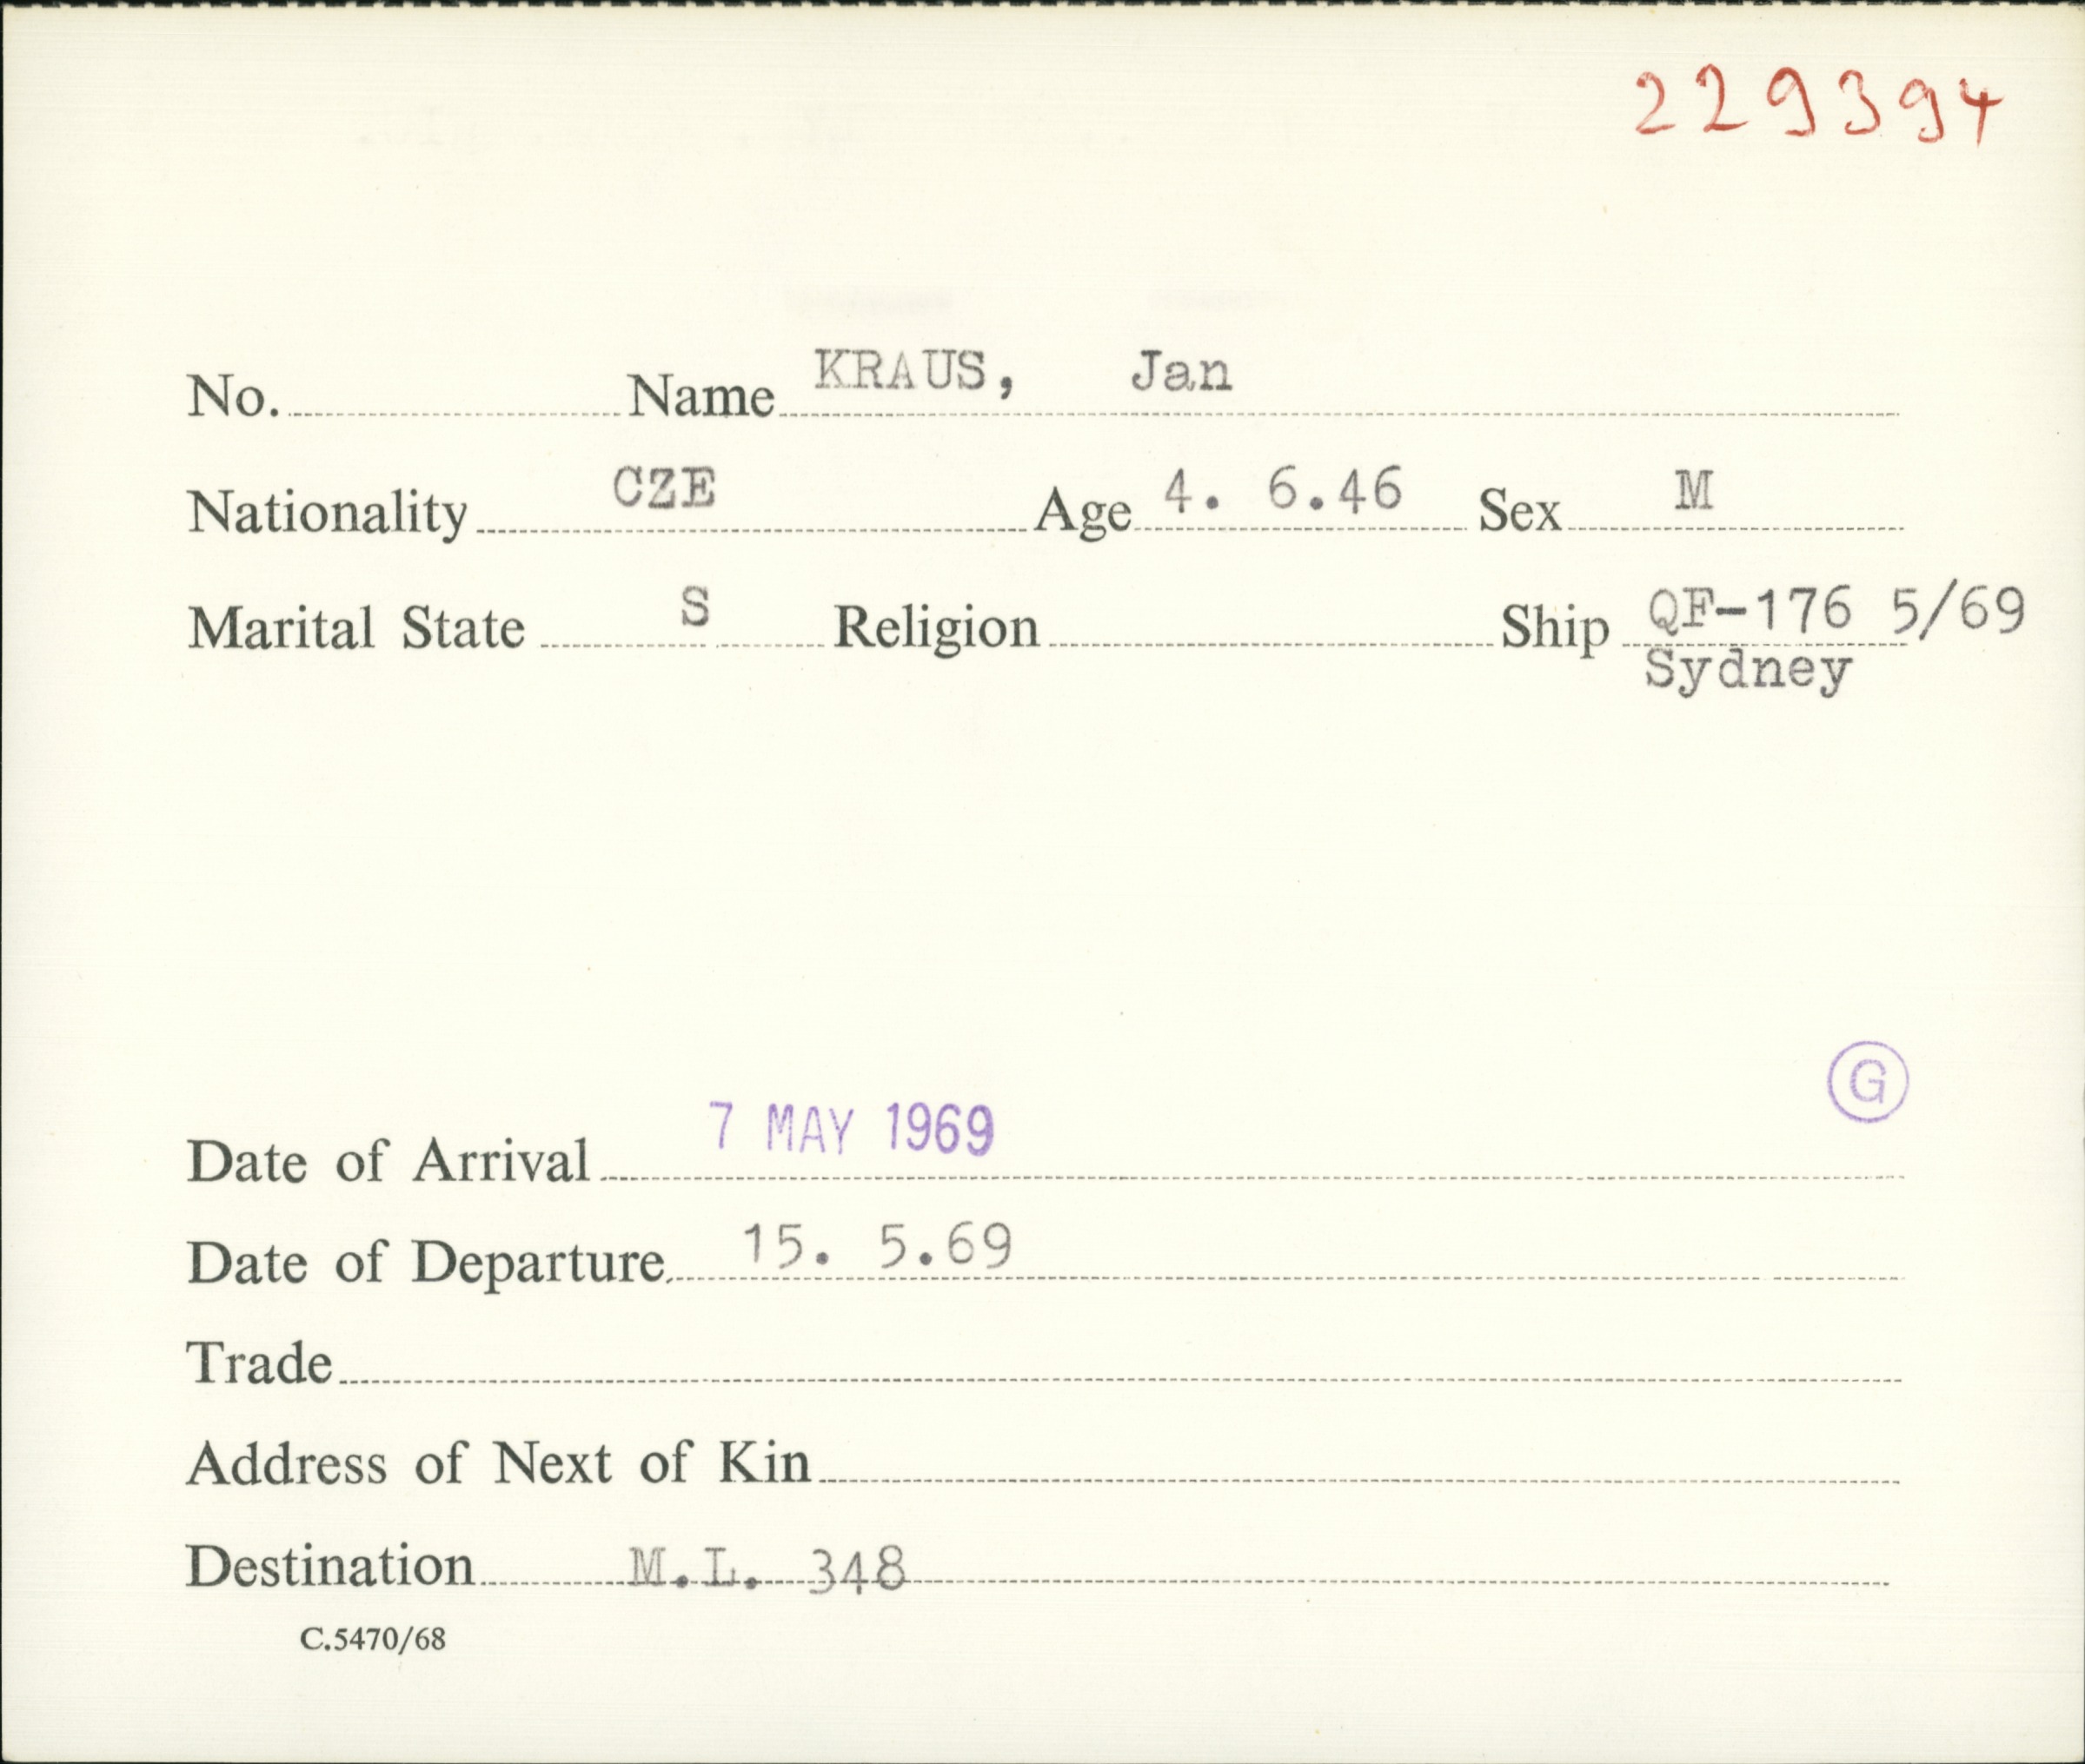 229394
No. Name KRAUS, Jan
Nationality CZE Age 4. 6.46 Sex M
Marital State S Religion Ship QF-176 5/69
Sydney
G
Date of Arrival 7 MAY 1969
Date of Departure 15. 5.69
Trade
Address of Next of Kin
Destination M.L. 348
C.5470/68